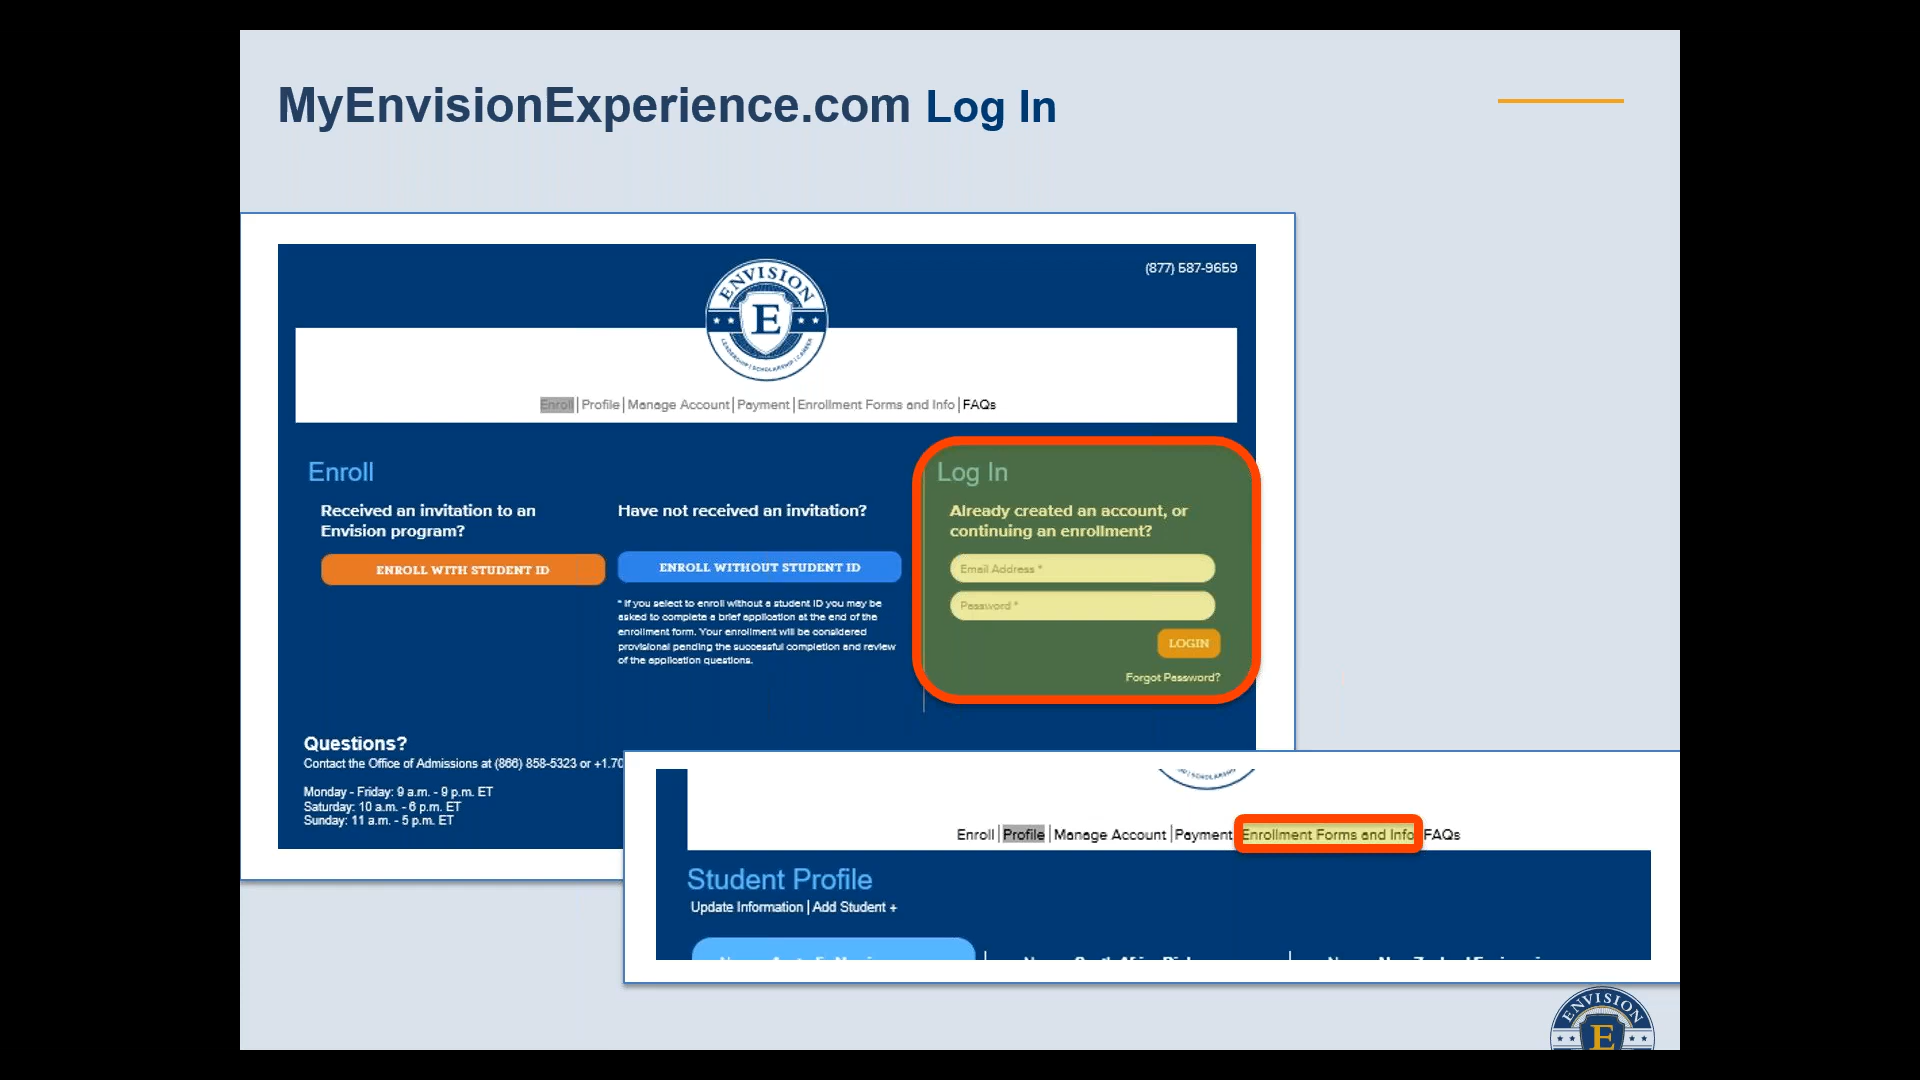 MyEnvisionExperience.com Log In
(877) 587-9659
ENVISION
E
LEADERSHIP | SCHOLARSHIP | CAREER
Enroll | Profile | Manage Account | Payment | Enrollment Forms and Info | FAQs
Enroll
Received an invitation to an
Envision program?
ENROLL WITH STUDENT ID
Have not received an invitation?
ENROLL WITHOUT STUDENT ID
* If you select to enroll without a student ID you may be
asked to complete a brief application at the end of the
enrollment form. Your enrollment will be considered
provisional pending the successful completion and review
of the application questions.
Log In
Already created an account, or
continuing an enrollment?
Email Address *
Password *
LOGIN
Forgot Password?
Questions?
Contact the Office of Admissions at (866) 858-5323 or +1.70
Monday - Friday: 9 a.m. - 9 p.m. ET
Saturday: 10 a.m. - 6 p.m. ET
Sunday: 11 a.m. - 5 p.m. ET
SCHOLARSHIP
Enroll | Profile | Manage Account | Payment Enrollment Forms and Info FAQs
Student Profile
Update Information | Add Student +
ENVISION
E